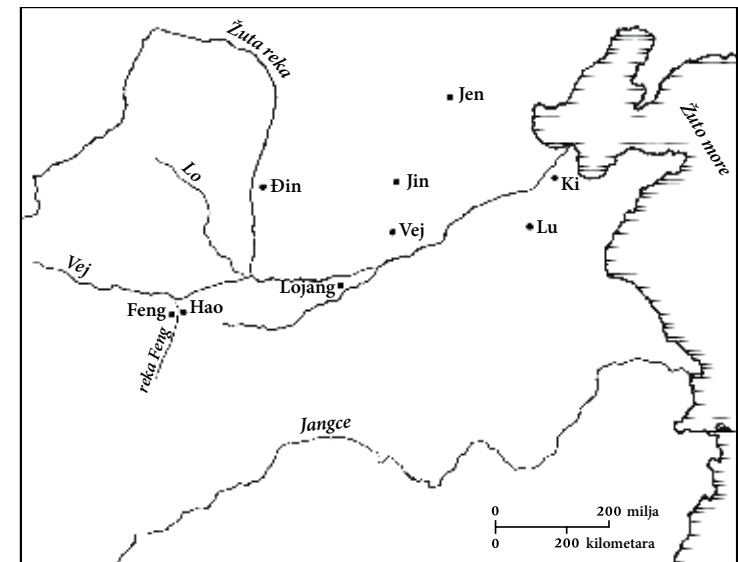 Žuta reka
Jen
Žuto more
Lo
Đin
Jin
Ki
Vej
Lu
Vej
Lojang
Feng
Hao
reka Feng
Jangce
0 200 milja
0 200 kilometara